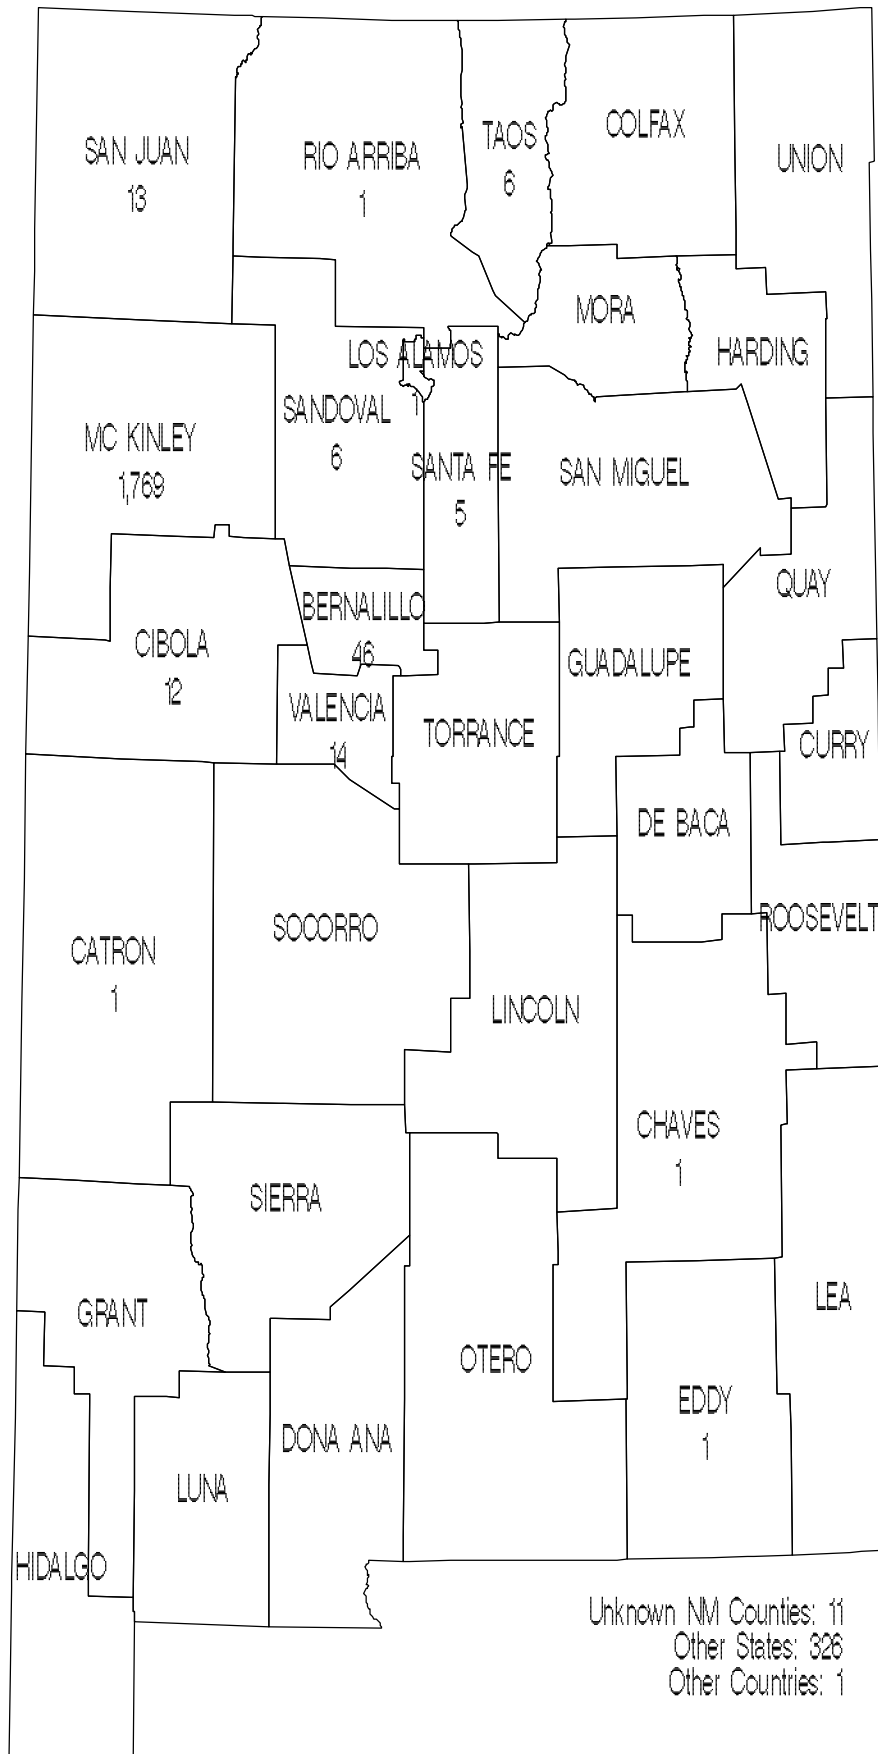 SAN JUAN
13
RIO ARRIBA
1
TAOS
6
COLFAX
UNION
MORA
HARDING
LOS ALAMOS
1
SANDOVAL
6
MC KINLEY
1,769
SANTA FE
5
SAN MIGUEL
QUAY
BERNALILLO
46
CIBOLA
12
GUADALUPE
VALENCIA
14
TORRANCE
CURRY
DE BACA
ROOSEVELT
SOCORRO
CATRON
1
LINCOLN
CHAVES
1
SIERRA
GRANT
LEA
OTERO
EDDY
1
DONA ANA
LUNA
HIDALGO
Unknown NM Counties: 11
Other States: 326
Other Countries: 1